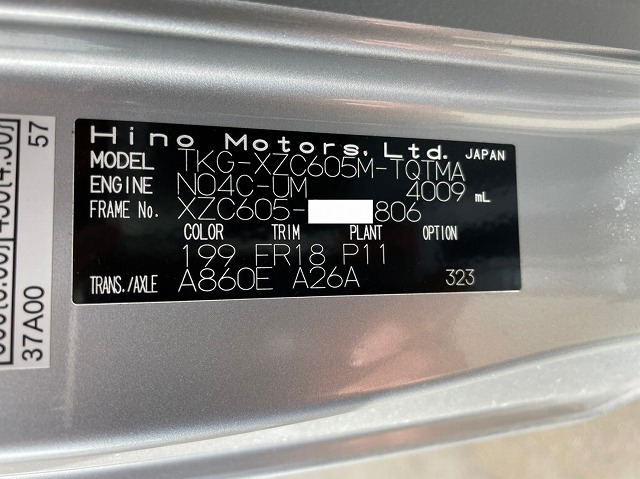 Hino Motors, Ltd. JAPAN
MODEL TKG-XZC605M-TQTMA
ENGINE N04C-UM 4009 mL
FRAME No. XZC605- 806
COLOR TRIM PLANT OPTION
199 FR18 P11
TRANS./AXLE A860E A26A 323
57
37A00